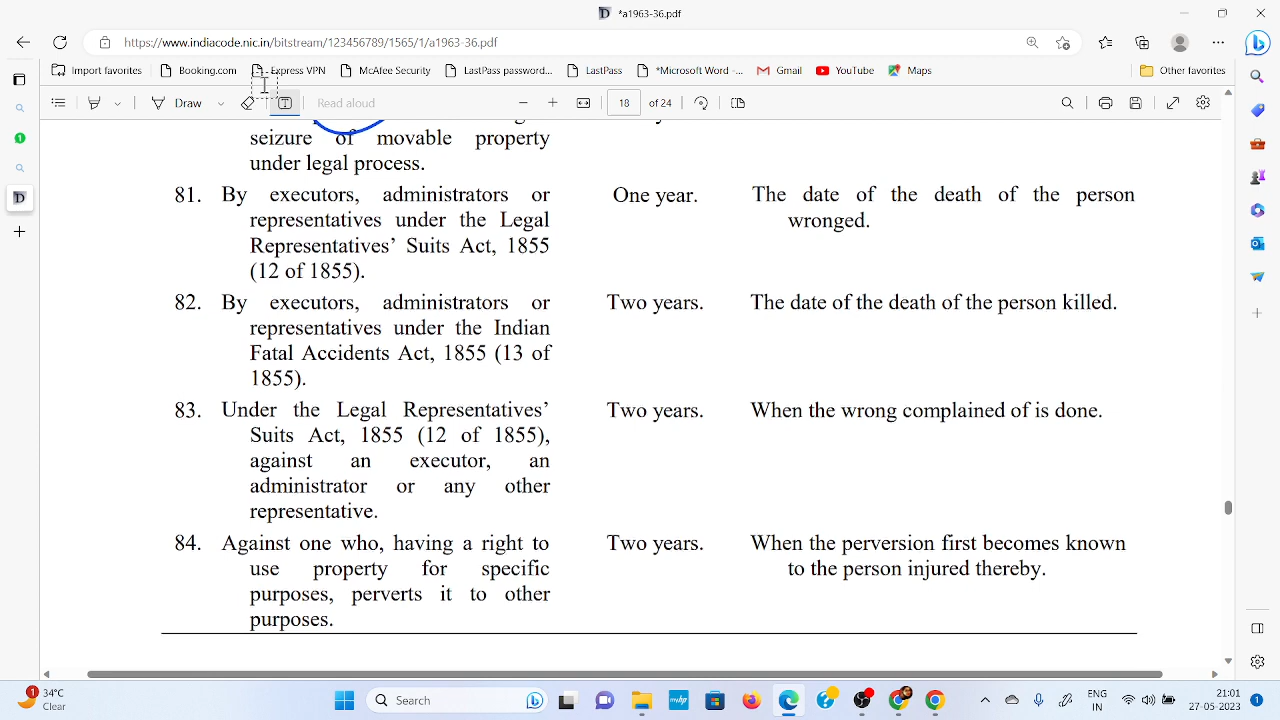 *a1963-36.pdf
https://www.indiacode.nic.in/bitstream/123456789/1565/1/a1963-36.pdf
Import favorites Booking.com Express VPN McAfee Security LastPass password... LastPass *Microsoft Word -... Gmail YouTube Maps Other favorites
Draw Read aloud 18 of 24
seizure of movable property
under legal process.
81. By executors, administrators or One year. The date of the death of the person
representatives under the Legal wronged.
Representatives’ Suits Act, 1855
(12 of 1855).
82. By executors, administrators or Two years. The date of the death of the person killed.
representatives under the Indian
Fatal Accidents Act, 1855 (13 of
1855).
83. Under the Legal Representatives’ Two years. When the wrong complained of is done.
Suits Act, 1855 (12 of 1855),
against an executor, an
administrator or any other
representative.
84. Against one who, having a right to Two years. When the perversion first becomes known
use property for specific to the person injured thereby.
purposes, perverts it to other
purposes.
34°C Search ENG 21:01
Clear IN 27-05-2023